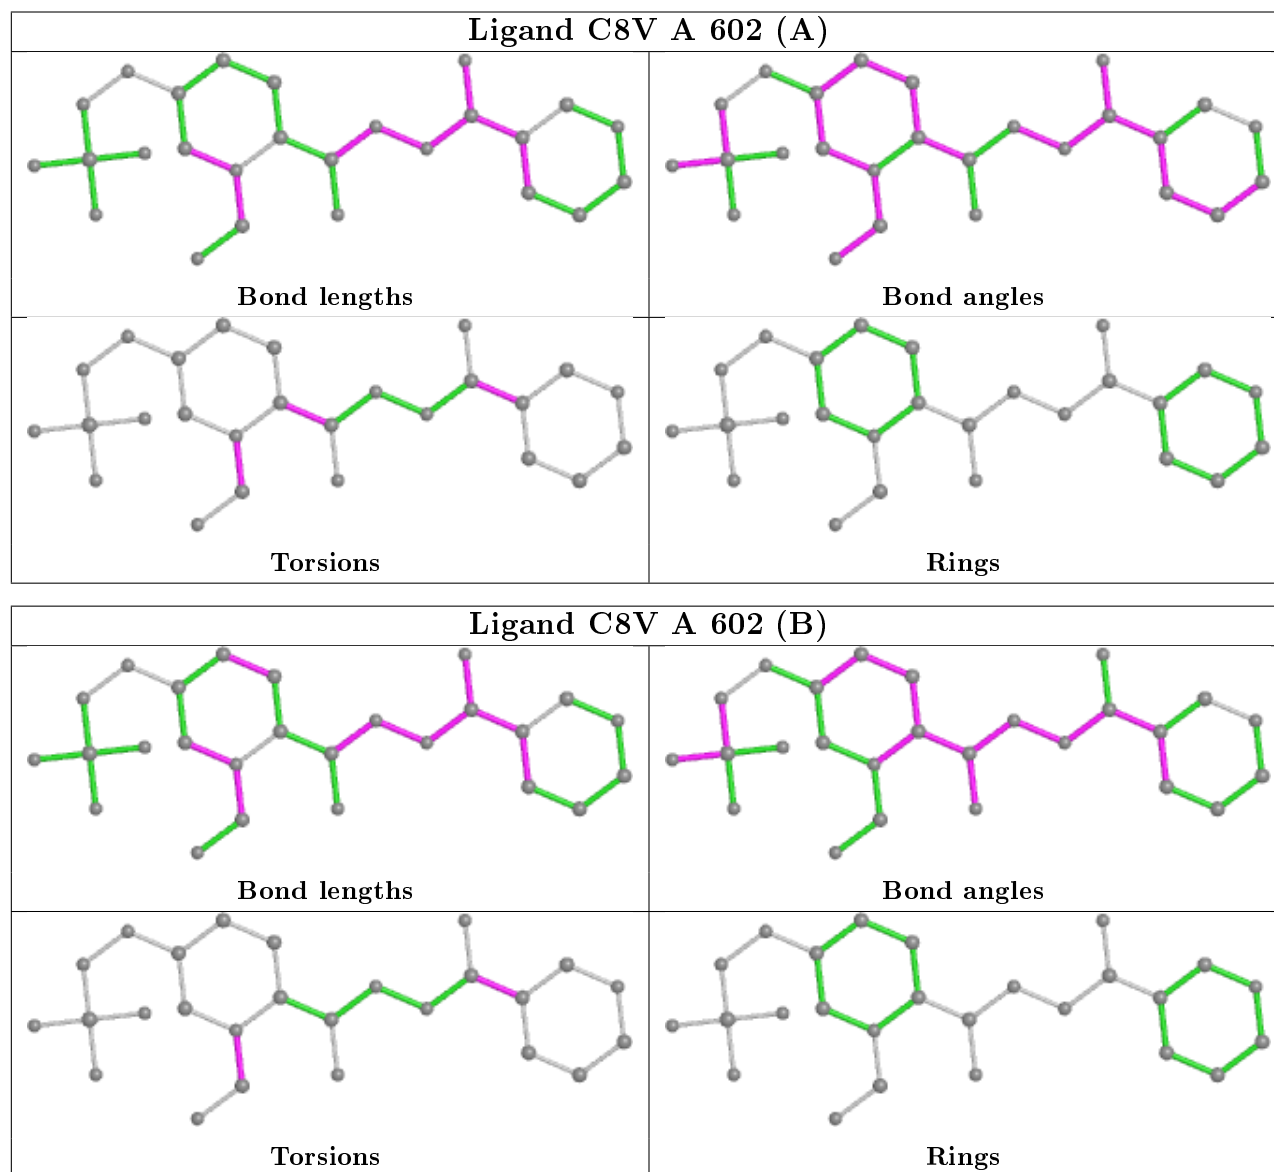 Ligand C8V A 602 (A)
Bond lengths
Bond angles
Torsions
Rings
Ligand C8V A 602 (B)
Bond lengths
Bond angles
Torsions
Rings